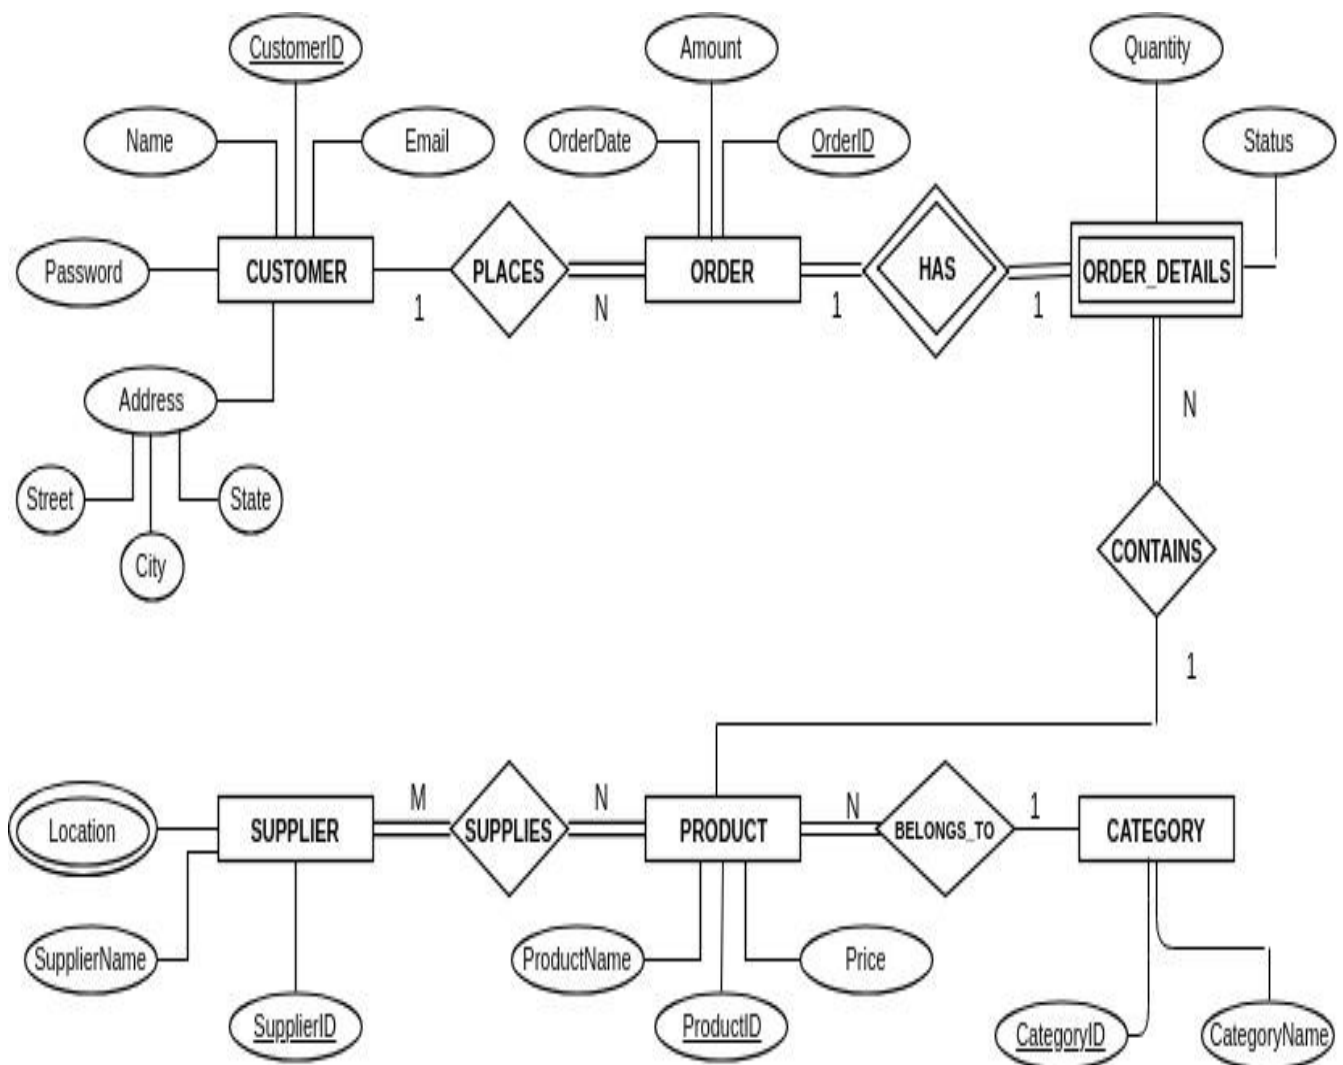 CustomerID
Amount
Quantity
Name
Email
OrderDate
OrderID
Status
Password
CUSTOMER
PLACES
ORDER
HAS
ORDER_DETAILS
1
N
1
1
Address
N
Street
State
City
CONTAINS
1
M
N
N
1
Location
SUPPLIER
SUPPLIES
PRODUCT
BELONGS_TO
CATEGORY
SupplierName
ProductName
Price
SupplierID
ProductID
CategoryID
CategoryName